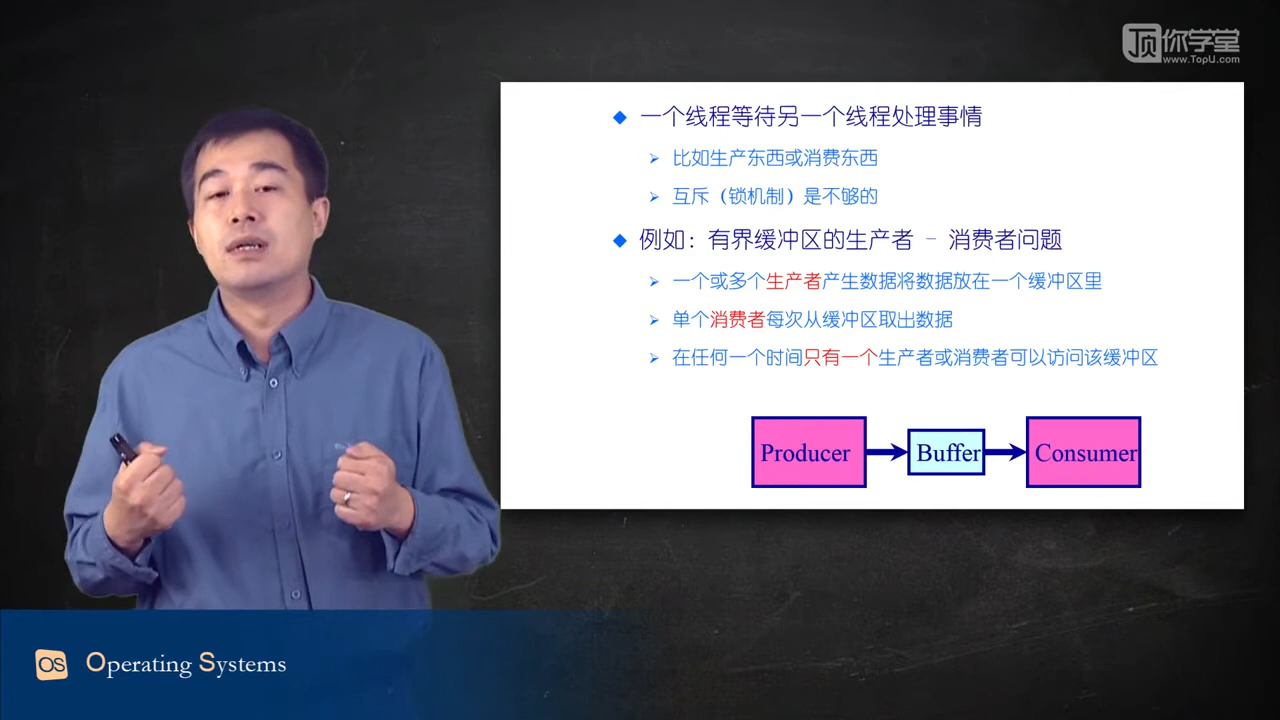 顶你学堂
www.TopU.com
一个线程等待另一个线程处理事情
比如生产东西或消费东西
互斥（锁机制）是不够的
例如：有界缓冲区的生产者 - 消费者问题
一个或多个生产者产生数据将数据放在一个缓冲区里
单个消费者每次从缓冲区取出数据
在任何一个时间只有一个生产者或消费者可以访问该缓冲区
Producer
Buffer
Consumer
OS
Operating Systems